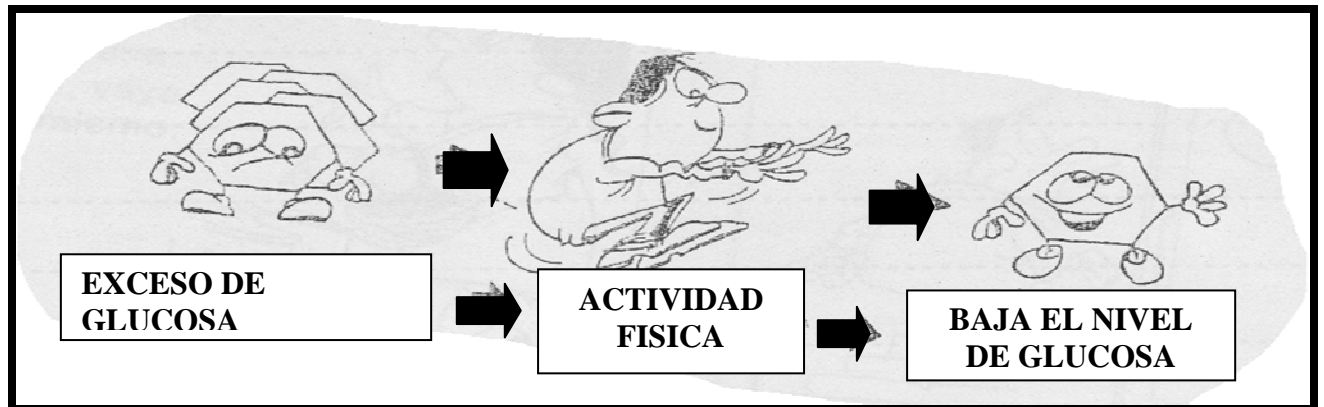 EXCESO DE
GLUCOSA
ACTIVIDAD
FISICA
BAJA EL NIVEL
DE GLUCOSA